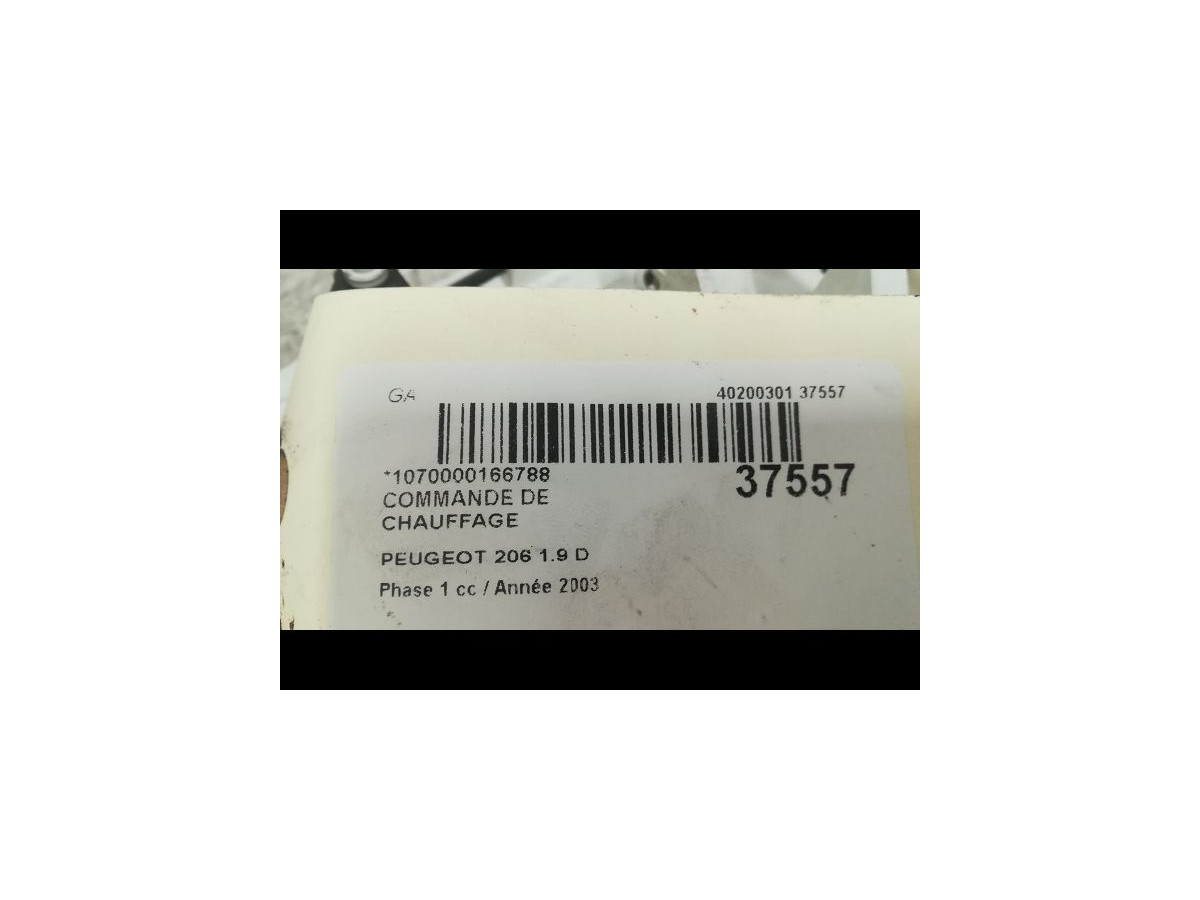 GA
40200301 37557
*1070000166788
37557
COMMANDE DE
CHAUFFAGE
PEUGEOT 206 1.9 D
Phase 1 cc / Année 2003